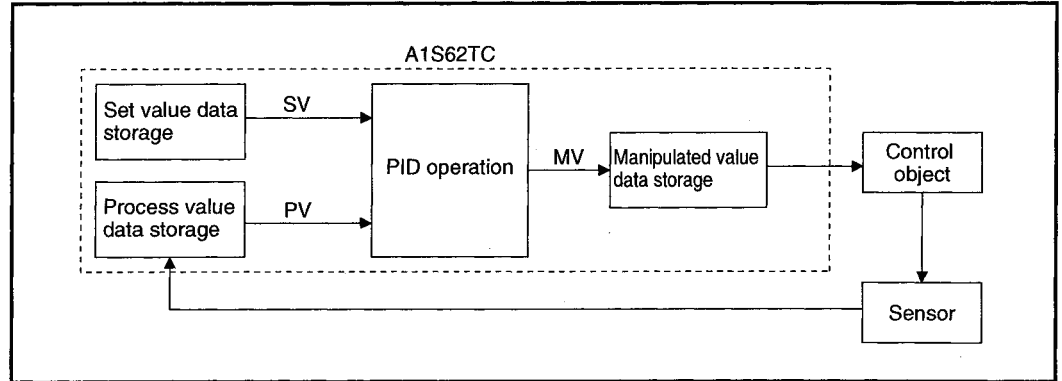 A1S62TC
Set value data
storage
SV
PID operation
MV
Manipulated value
data storage
Control
object
Process value
data storage
PV
Sensor